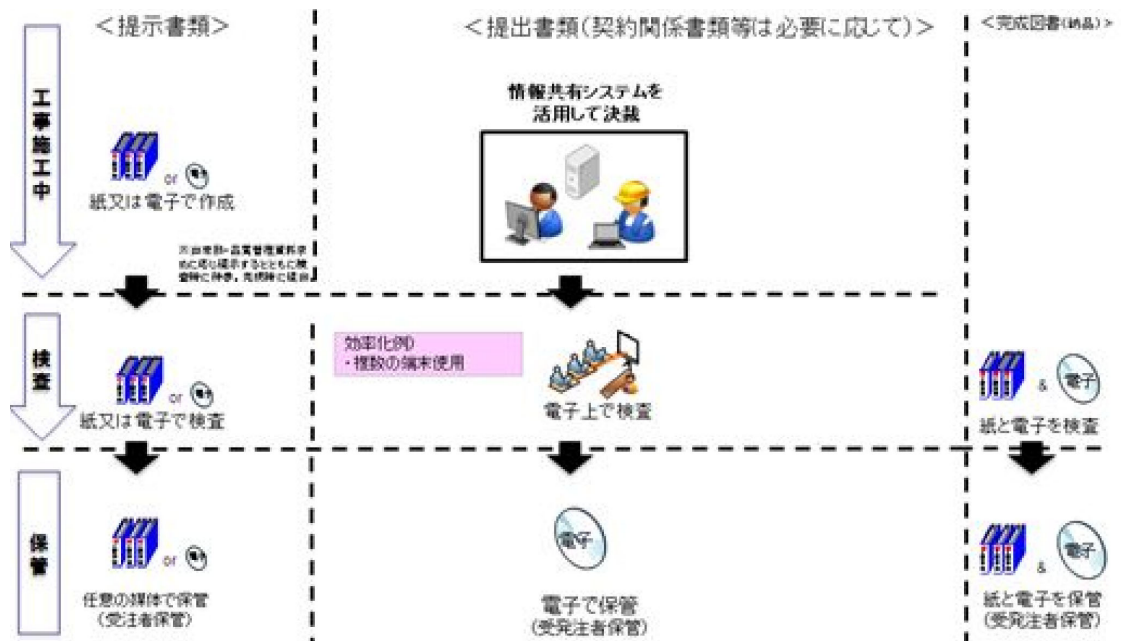 ＜提示書類＞
＜提出書類(契約関係書類等は必要に応じて)＞
＜完成図書(納品)＞
工事施工中
情報共有システムを
活用して決裁
or 電子
紙又は電子で作成
検査
効率化例)
・複数の端末使用
or 電子
紙又は電子で検査
電子上で検査
& 電子
紙と電子を検査
保管
or 電子
任意の媒体で保管
(受注者保管)
電子
電子で保管
(受発注者保管)
& 電子
紙と電子を保管
(受発注者保管)